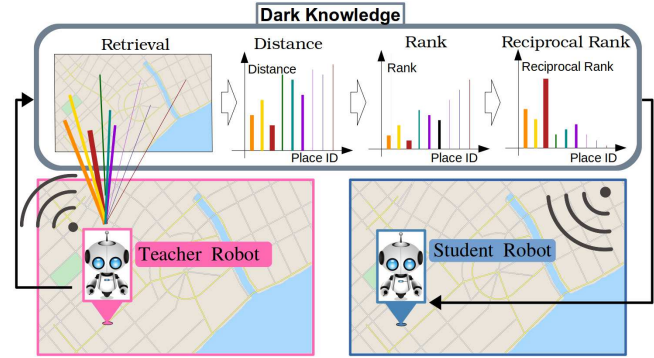 Dark Knowledge
Retrieval
Distance
Rank
Reciprocal Rank
Distance
Place ID
Rank
Place ID
Reciprocal Rank
Place ID
Teacher Robot
Student Robot